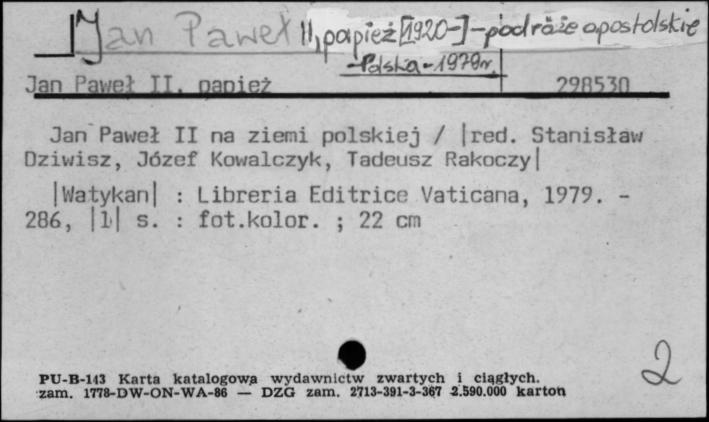 Jan Paweł II, papież [1920-] - podróże apostolskie
- Polska - 1979 r.
Jan Paweł II, papież 298530
Jan Paweł II na ziemi polskiej / |red. Stanisław
Dziwisz, Józef Kowalczyk, Tadeusz Rakoczy|
|Watykan| : Libreria Editrice Vaticana, 1979. -
286, |1| s. : fot.kolor. ; 22 cm
2
PU-B-143 Karta katalogowa wydawnictw zwartych i ciągłych.
zam. 1778-DW-ON-WA-86 — DZG zam. 2713-391-3-367 2.590.000 karton